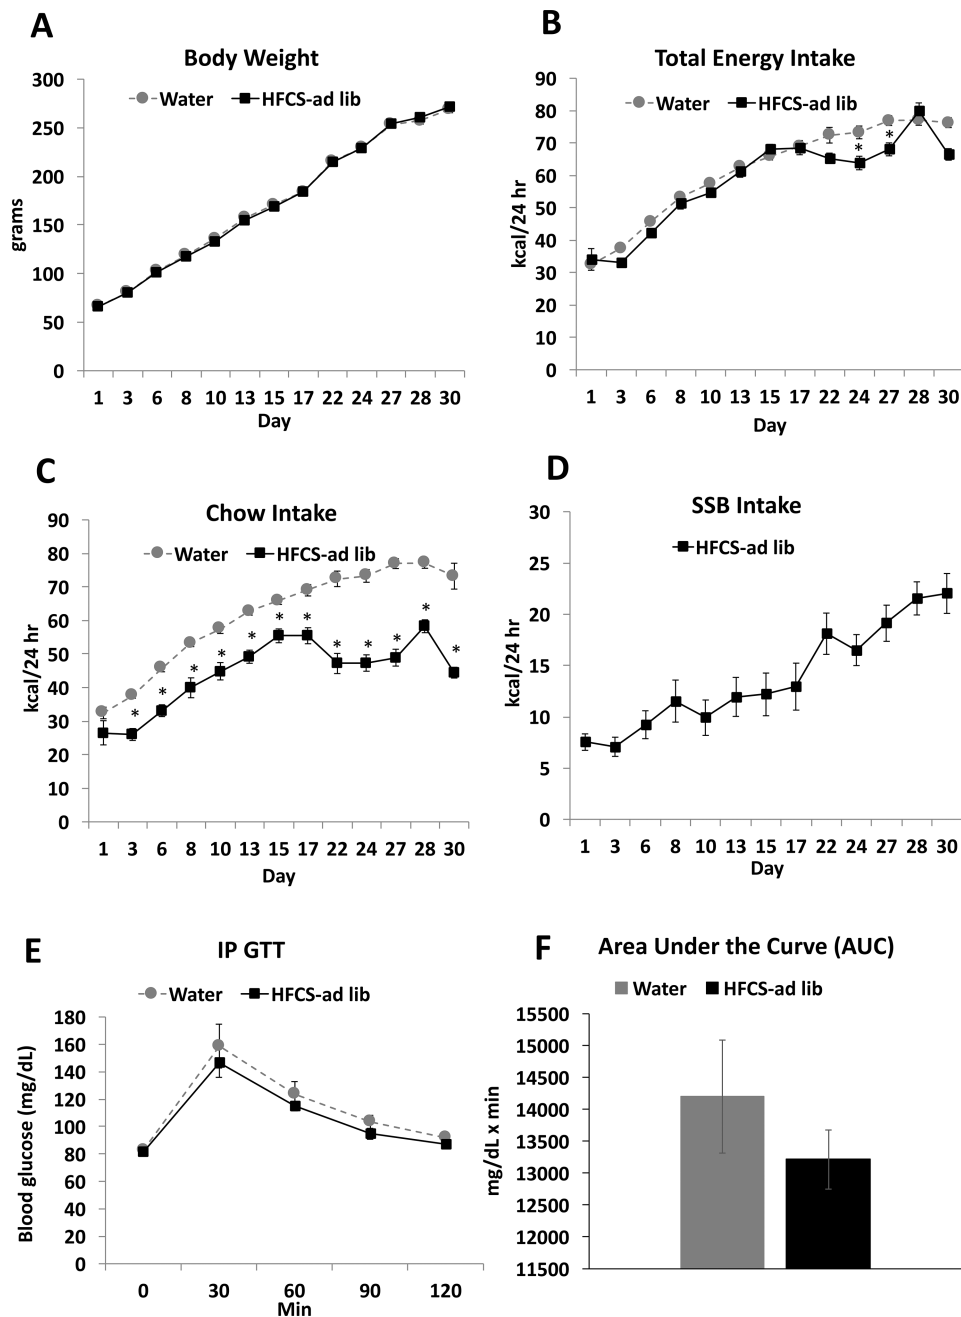 A
Body Weight
Water HFCS-ad lib
300
250
200
150
100
50
0
grams
1 3 6 8 10 13 15 17 22 24 27 28 30
Day
B
Total Energy Intake
Water HFCS-ad lib
90
80
70
60
50
40
30
20
10
0
kcal/24 hr
* *
1 3 6 8 10 13 15 17 22 24 27 28 30
Day
C
Chow Intake
Water HFCS-ad lib
90
80
70
60
50
40
30
20
10
0
kcal/24 hr
* * * * * * * * * * * *
1 3 6 8 10 13 15 17 22 24 27 28 30
Day
D
SSB Intake
HFCS-ad lib
30
25
20
15
10
5
0
kcal/24 hr
1 3 6 8 10 13 15 17 22 24 27 28 30
Day
E
IP GTT
Water HFCS-ad lib
180
160
140
120
100
80
60
40
20
0
Blood glucose (mg/dL)
0 30 60 90 120
Min
F
Area Under the Curve (AUC)
Water HFCS-ad lib
15500
15000
14500
14000
13500
13000
12500
12000
11500
mg/dL x min